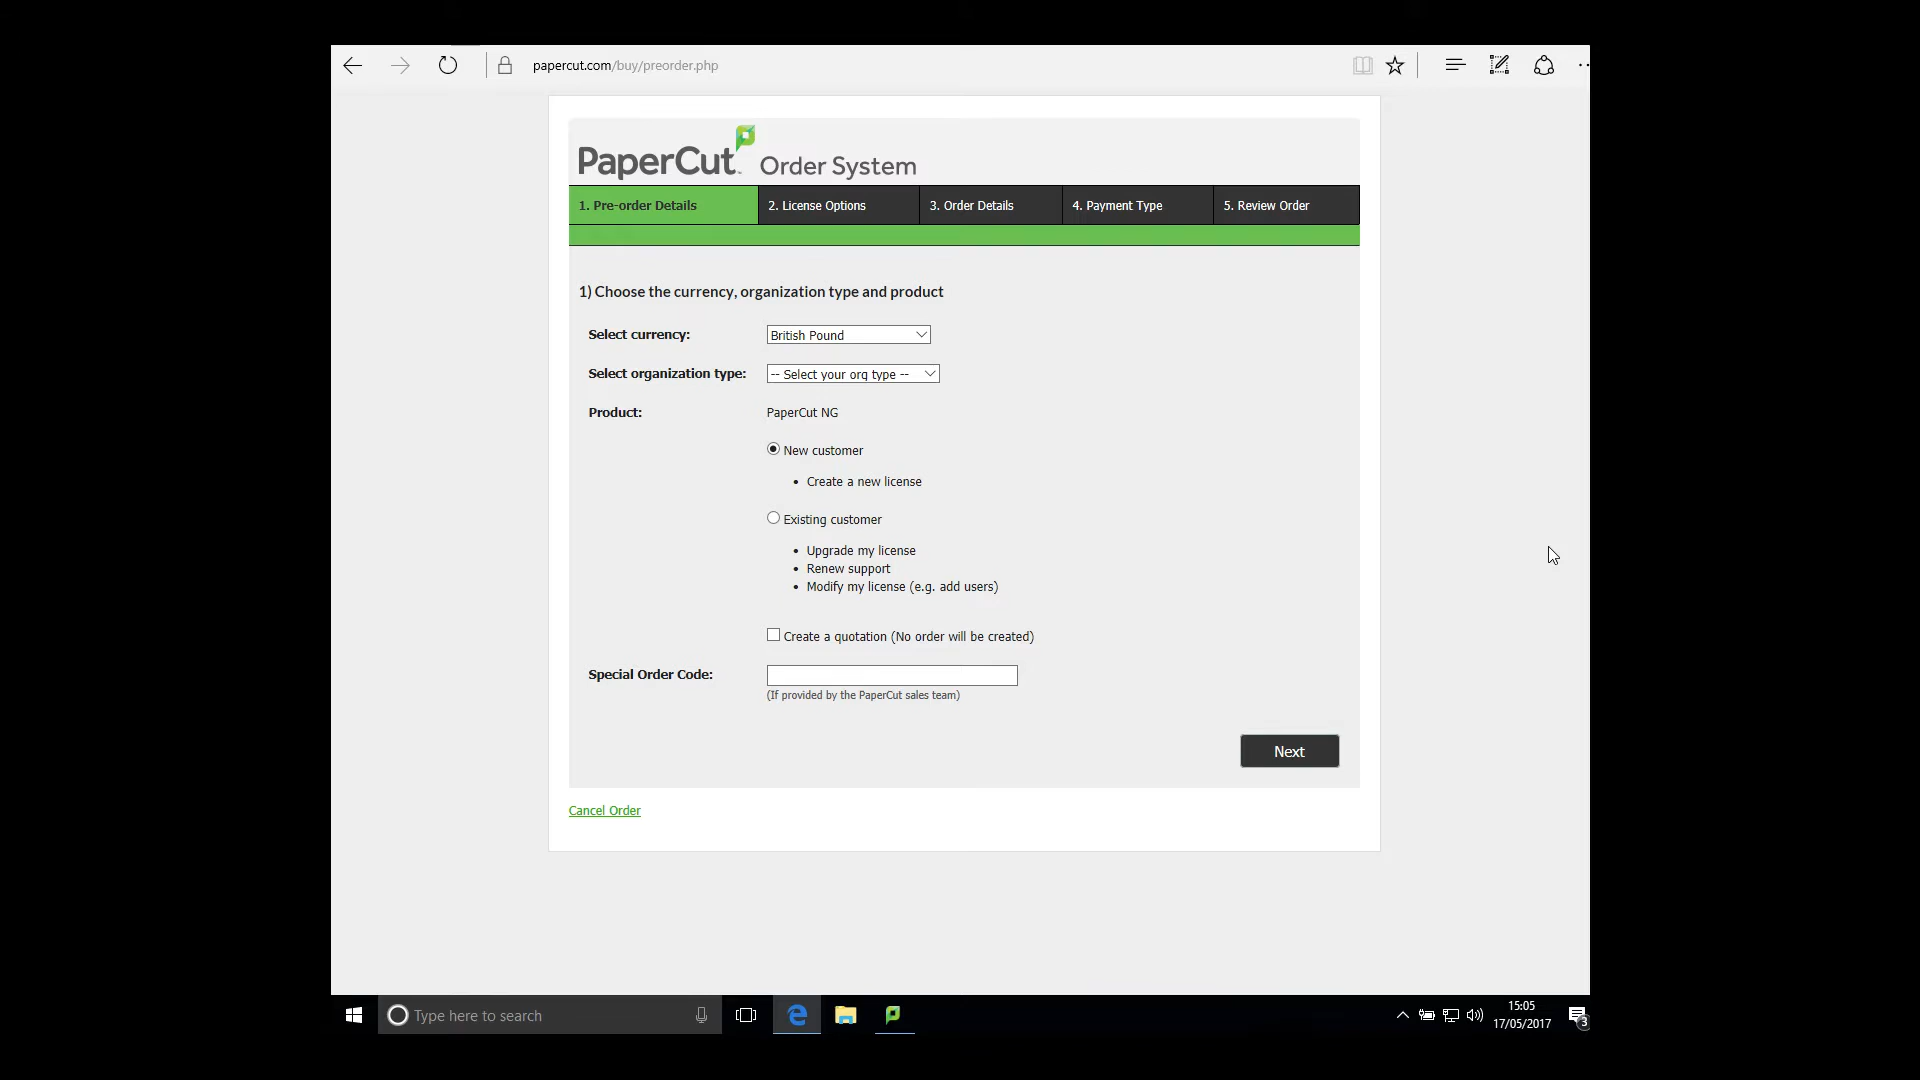 papercut.com/buy/preorder.php
PaperCut™ Order System
1. Pre-order Details
2. License Options
3. Order Details
4. Payment Type
5. Review Order
1) Choose the currency, organization type and product
Select currency:
British Pound
Select organization type:
-- Select your org type --
Product:
PaperCut NG
New customer
• Create a new license
Existing customer
• Upgrade my license
• Renew support
• Modify my license (e.g. add users)
Create a quotation (No order will be created)
Special Order Code:
(If provided by the PaperCut sales team)
Next
Cancel Order
Type here to search
15:05
17/05/2017
3